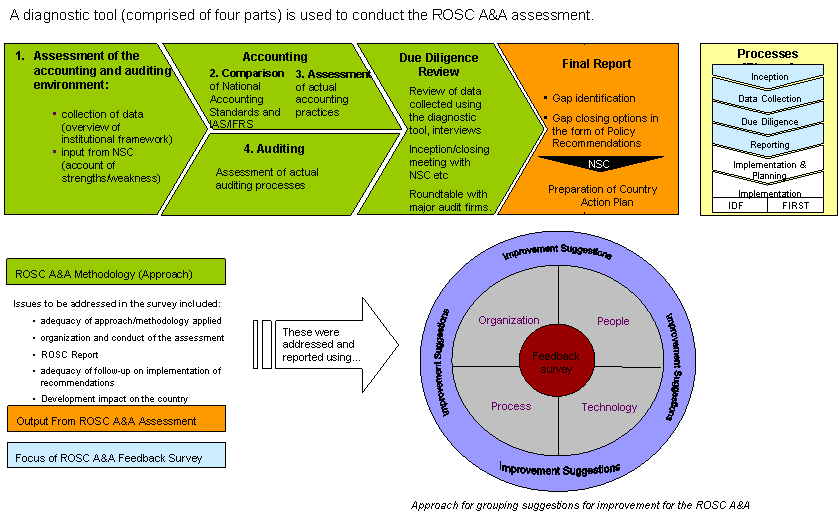 A diagnostic tool (comprised of four parts) is used to conduct the ROSC A&A assessment.
1. Assessment of the
accounting and auditing
environment:
• collection of data
(overview of
institutional framework)
• input from NSC
(account of
strengths/weakness)
Accounting
2. Comparison
of National
Accounting
Standards and
IAS/IFRS
3. Assessment
of actual
accounting
practices
4. Auditing
Assessment of actual
auditing processes
Due Diligence
Review
Review of data
collected using
the diagnostic
tool, interviews
Inception/closing
meeting with
NSC etc
Roundtable with
major audit firms.
Final Report
• Gap identification
• Gap closing options in
the form of Policy
Recommendations
NSC
Preparation of Country
Action Plan
Processes
Inception
Data Collection
Due Diligence
Reporting
Implementation &
Planning
Implementation
IDF FIRST
ROSC A&A Methodology (Approach)
Issues to be addressed in the survey included:
• adequacy of approach/methodology applied
• organization and conduct of the assessment
• ROSC Report
• adequacy of follow-up on implementation of
recommendations
• Development impact on the country
Output From ROSC A&A Assessment
Focus of ROSC A&A Feedback Survey
These were
addressed and
reported using...
Improvement Suggestions
Improvement Suggestions
Improvement Suggestions
Improvement Suggestions
Organization
People
Feedback
survey
Process
Technology
Approach for grouping suggestions for improvement for the ROSC A&A